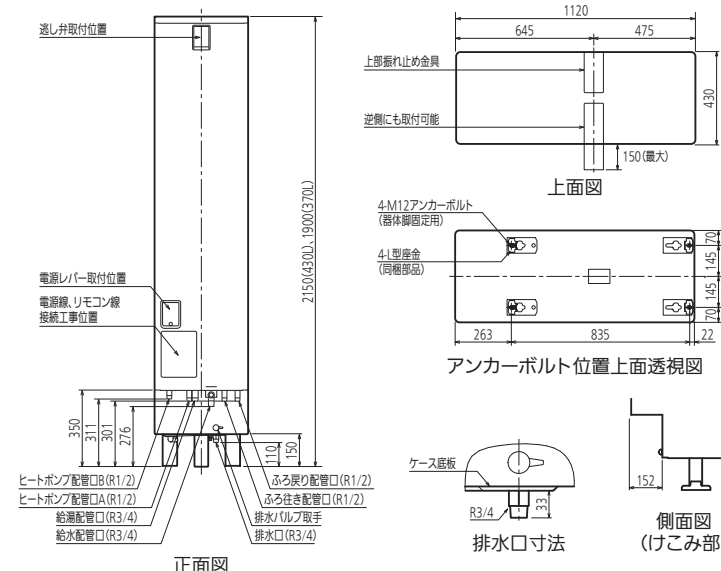 逃し弁取付位置
電源レバー取付位置
電源線、リモコン線
接続工事位置
2150(430L)、1900(370L)
350
311
301
276
110
150
ヒートポンプ配管口B(R1/2)
ヒートポンプ配管口A(R1/2)
給湯配管口(R3/4)
給水配管口(R3/4)
ふろ戻り配管口(R1/2)
ふろ往き配管口(R1/2)
排水バルブ取手
排水口(R3/4)
正面図
1120
645
475
上部振れ止め金具
逆側にも取付可能
430
150(最大)
上面図
4-M12アンカーボルト
(器体脚固定用)
4-L型座金
(同梱部品)
70
145
145
70
263
835
22
アンカーボルト位置上面透視図
ケース底板
R3/4
33
排水口寸法
152
側面図
(けこみ部